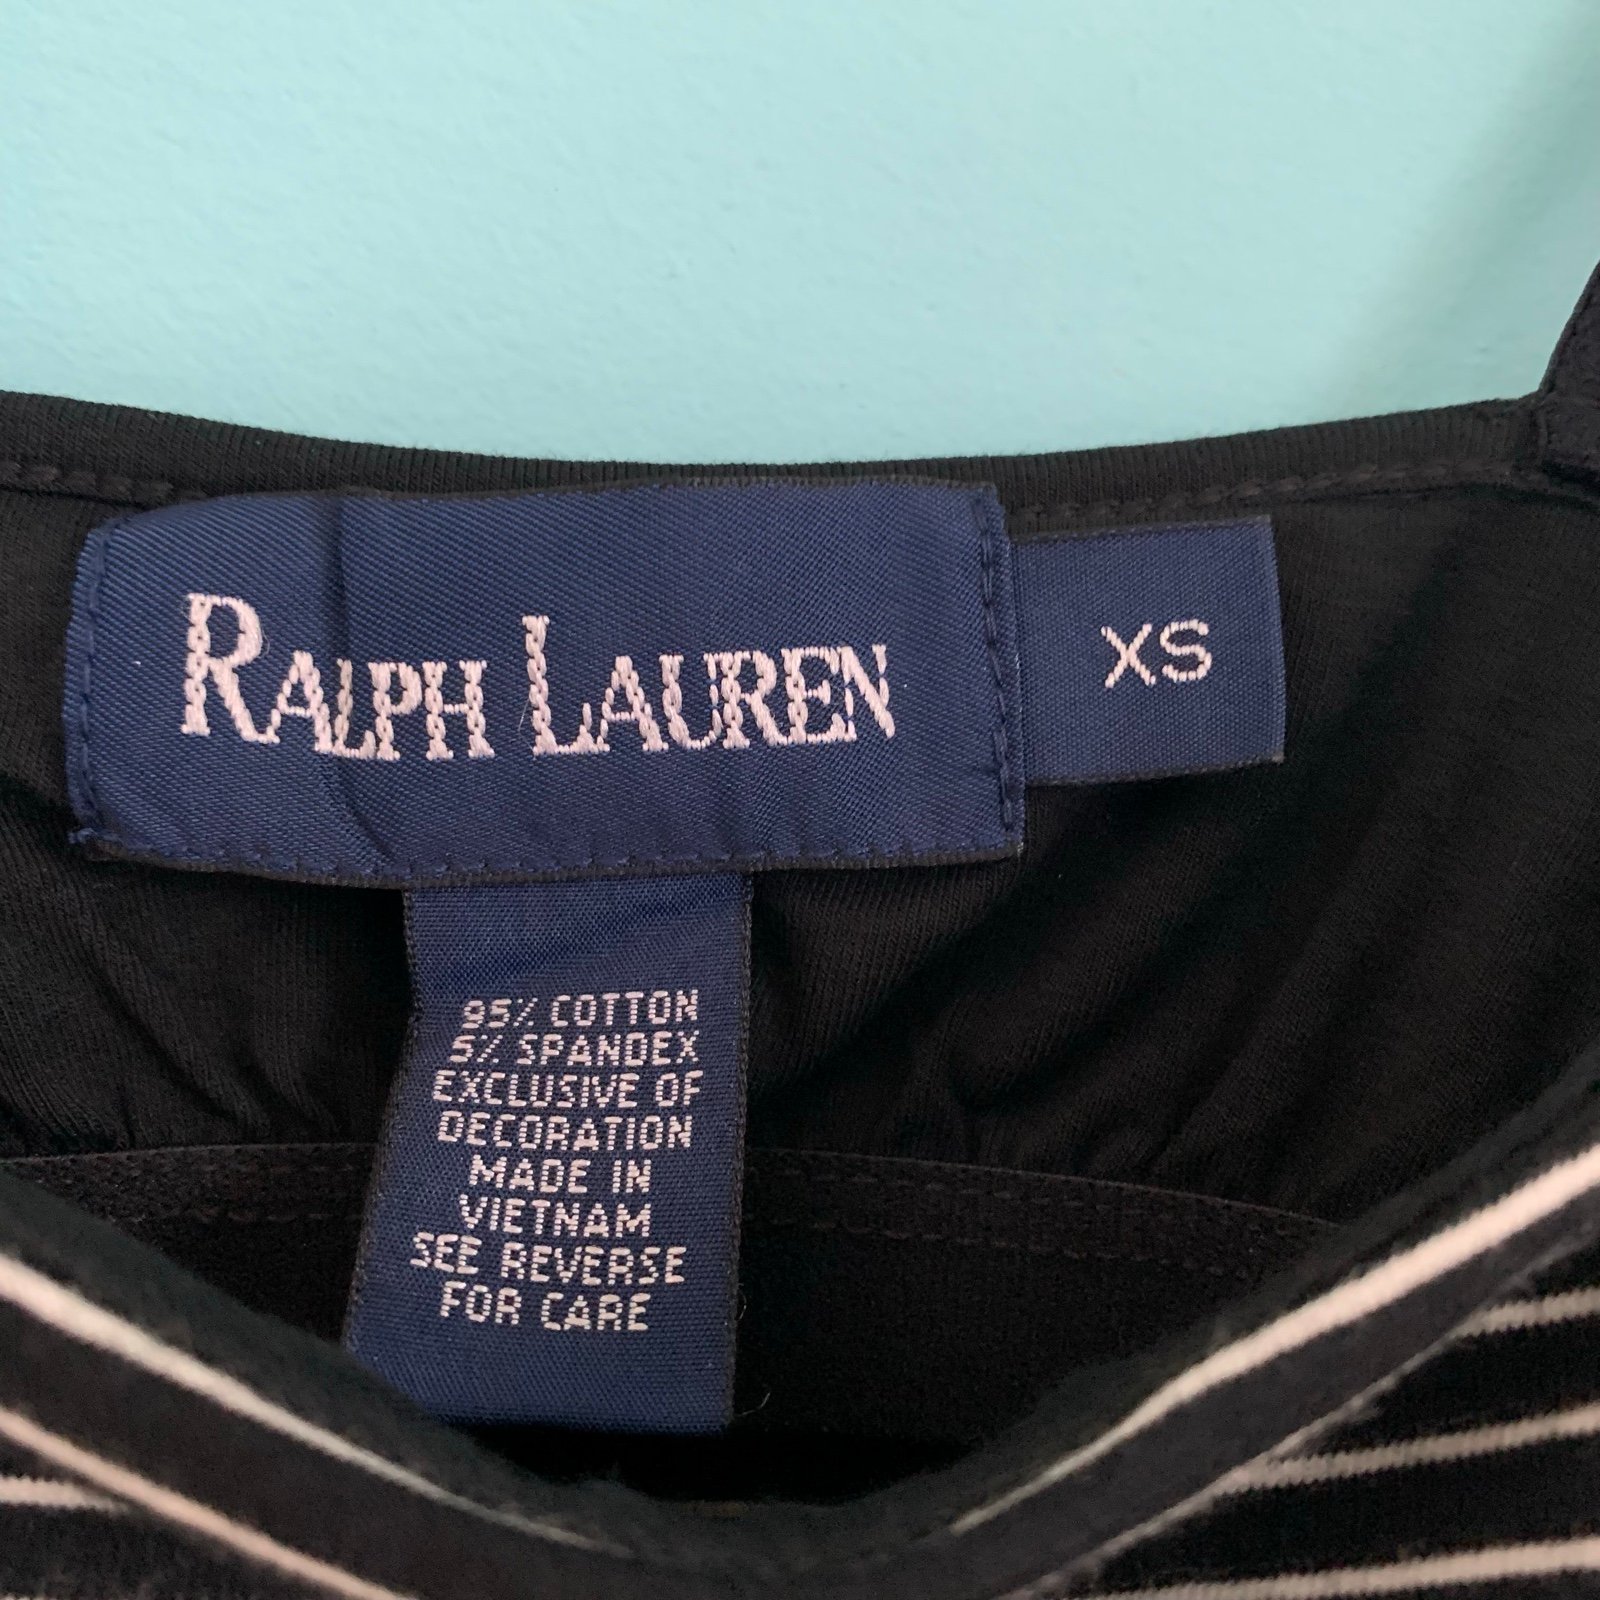 RALPH LAUREN
XS
95% COTTON
5% SPANDEX
EXCLUSIVE OF
DECORATION
MADE IN
VIETNAM
SEE REVERSE
FOR CARE